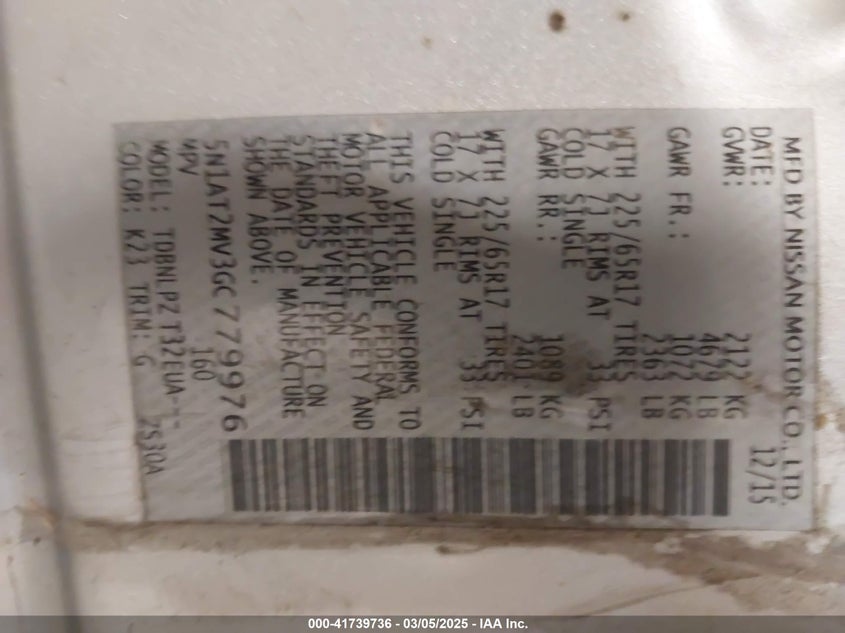 MFD BY NISSAN MOTOR CO., LTD.
DATE: 12/15
GVWR: 2122 KG
4679 LB
GAWR FR.: 1072 KG
2363 LB
WITH 225/65R17 TIRES
17 X 7J RIMS AT 33 PSI
COLD SINGLE
GAWR RR.: 1089 KG
2401 LB
WITH 225/65R17 TIRES
17 X 7J RIMS AT 33 PSI
COLD SINGLE
THIS VEHICLE CONFORMS TO
ALL APPLICABLE FEDERAL
MOTOR VEHICLE SAFETY AND
THEFT PREVENTION
STANDARDS IN EFFECT ON
THE DATE OF MANUFACTURE
SHOWN ABOVE.
5N1AT2MV3GC779976
MPV 160
MODEL: TDBNLPZ T32EUA---
COLOR: K23 TRIM: G ZS30A
000-41739736 - 03/05/2025 - IAA Inc.